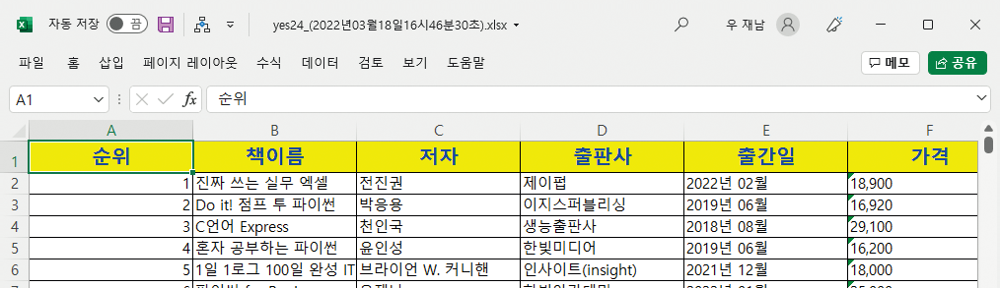 자동 저장 끔 yes24_(2022년03월18일16시46분30초).xlsx 우 재남
파일 홈 삽입 페이지 레이아웃 수식 데이터 검토 보기 도움말 메모 공유
A1 fx 순위
A B C D E F
1 순위 책이름 저자 출판사 출간일 가격
2 1 진짜 쓰는 실무 엑셀 전진권 제이펍 2022년 02월 18,900
3 2 Do it! 점프 투 파이썬 박응용 이지스퍼블리싱 2019년 06월 16,920
4 3 C언어 Express 천인국 생능출판사 2018년 08월 29,100
5 4 혼자 공부하는 파이썬 윤인성 한빛미디어 2019년 06월 16,200
6 5 1일 1로그 100일 완성 IT 브라이언 W. 커니핸 인사이트(insight) 2021년 12월 18,000